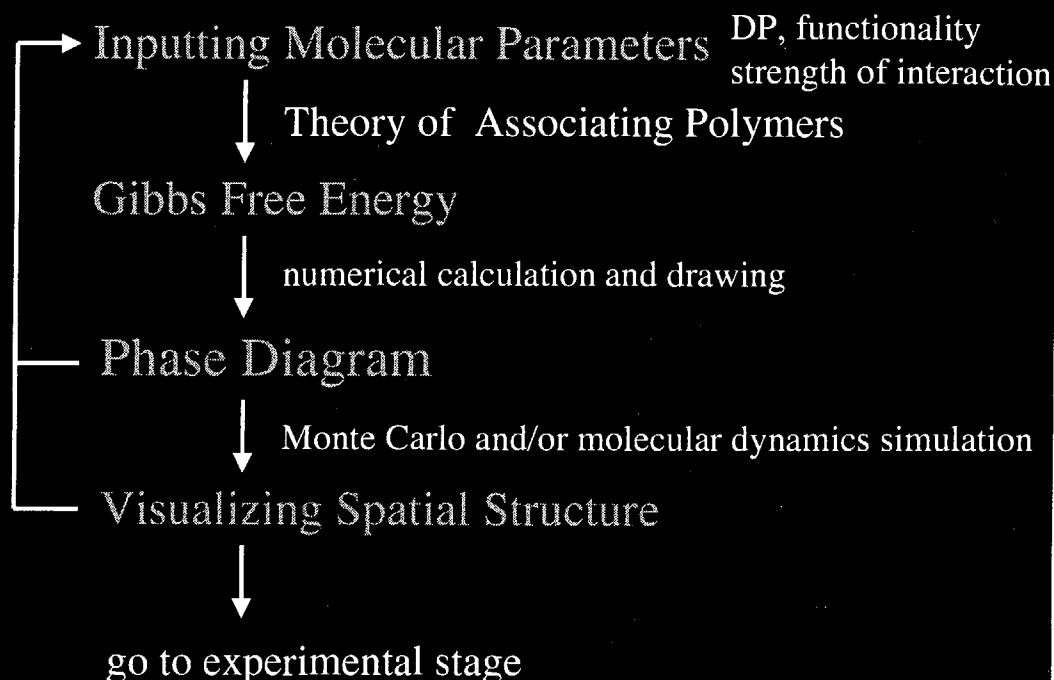 Inputting Molecular Parameters
DP, functionality
strength of interaction
Theory of Associating Polymers
Gibbs Free Energy
numerical calculation and drawing
Phase Diagram
Monte Carlo and/or molecular dynamics simulation
Visualizing Spatial Structure
go to experimental stage